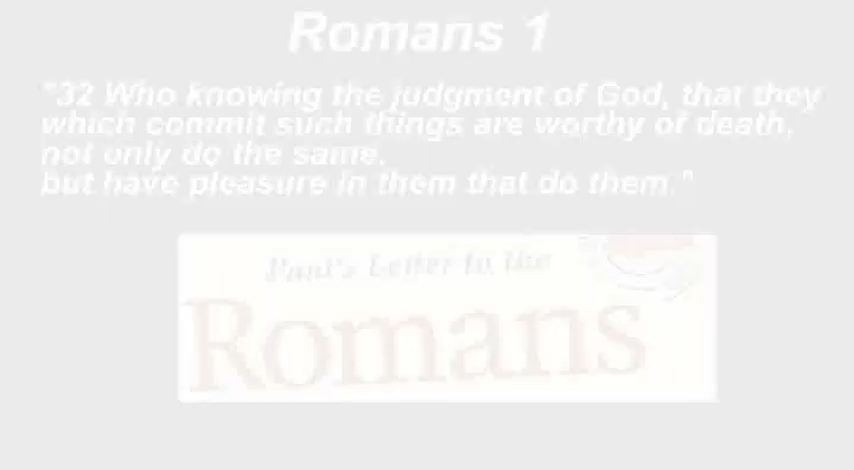 Romans 1
"32 Who knowing the judgment of God, that they
which commit such things are worthy of death,
not only do the same,
but have pleasure in them that do them."
Paul's Letter to the
Romans